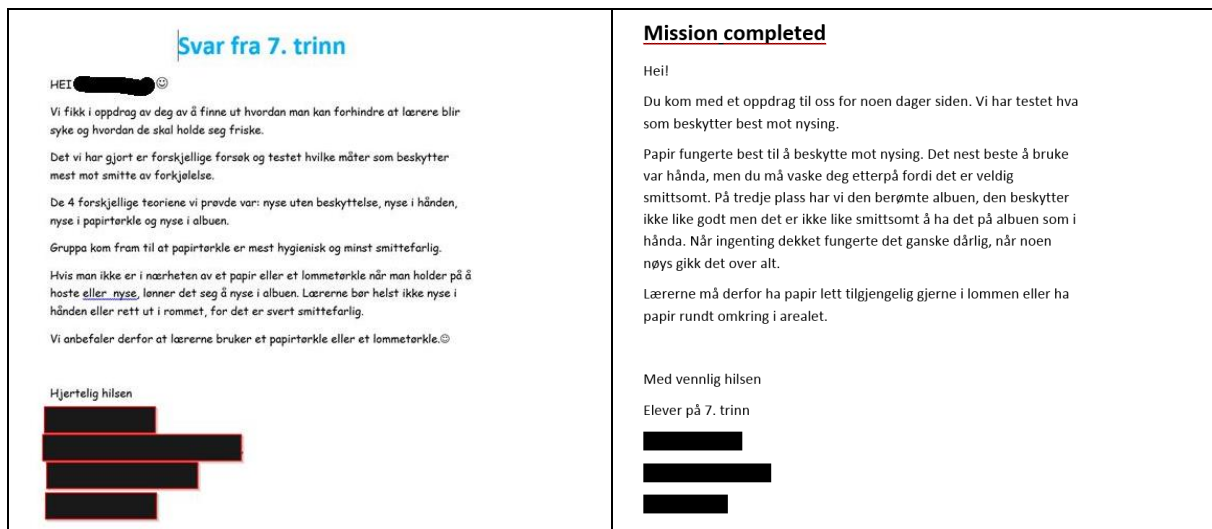 Svar fra 7. trinn
HEI ☺
Vi fikk i oppdrag av deg av å finne ut hvordan man kan forhindre at lærere blir
syke og hvordan de skal holde seg friske.
Det vi har gjort er forskjellige forsøk og testet hvilke måter som beskytter
mest mot smitte av forkjølelse.
De 4 forskjellige teoriene vi prøvde var: nyse uten beskyttelse, nyse i hånden,
nyse i papirtørkle og nyse i albuen.
Gruppa kom fram til at papirtørkle er mest hygienisk og minst smittefarlig.
Hvis man ikke er i nærheten av et papir eller et lommetørkle når man holder på å
hoste eller  nyse, lønner det seg å nyse i albuen. Lærerne bør helst ikke nyse i
hånden eller rett ut i rommet, for det er svert smittefarlig.
Vi anbefaler derfor at lærerne bruker et papirtørkle eller et lommetørkle.☺
Hjertelig hilsen
Mission completed
Hei!
Du kom med et oppdrag til oss for noen dager siden. Vi har testet hva
som beskytter best mot nysing.
Papir fungerte best til å beskytte mot nysing. Det nest beste å bruke
var hånda, men du må vaske deg etterpå fordi det er veldig
smittsomt. På tredje plass har vi den berømte albuen, den beskytter
ikke like godt men det er ikke like smittsomt å ha det på albuen som i
hånda. Når ingenting dekket fungerte det ganske dårlig, når noen
nøys gikk det over alt.
Lærerne må derfor ha papir lett tilgjengelig gjerne i lommen eller ha
papir rundt omkring i arealet.
Med vennlig hilsen
Elever på 7. trinn